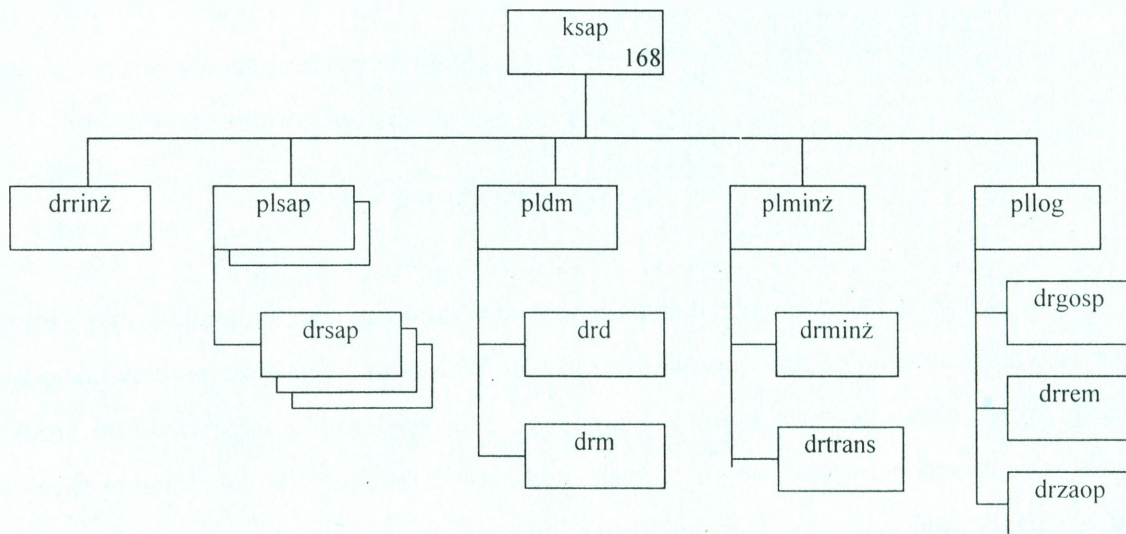 ksap
168
drrinż
plsap
pldm
plminż
pllog
drsap
drd
drminż
drgosp
drrem
drm
drtrans
drzaop